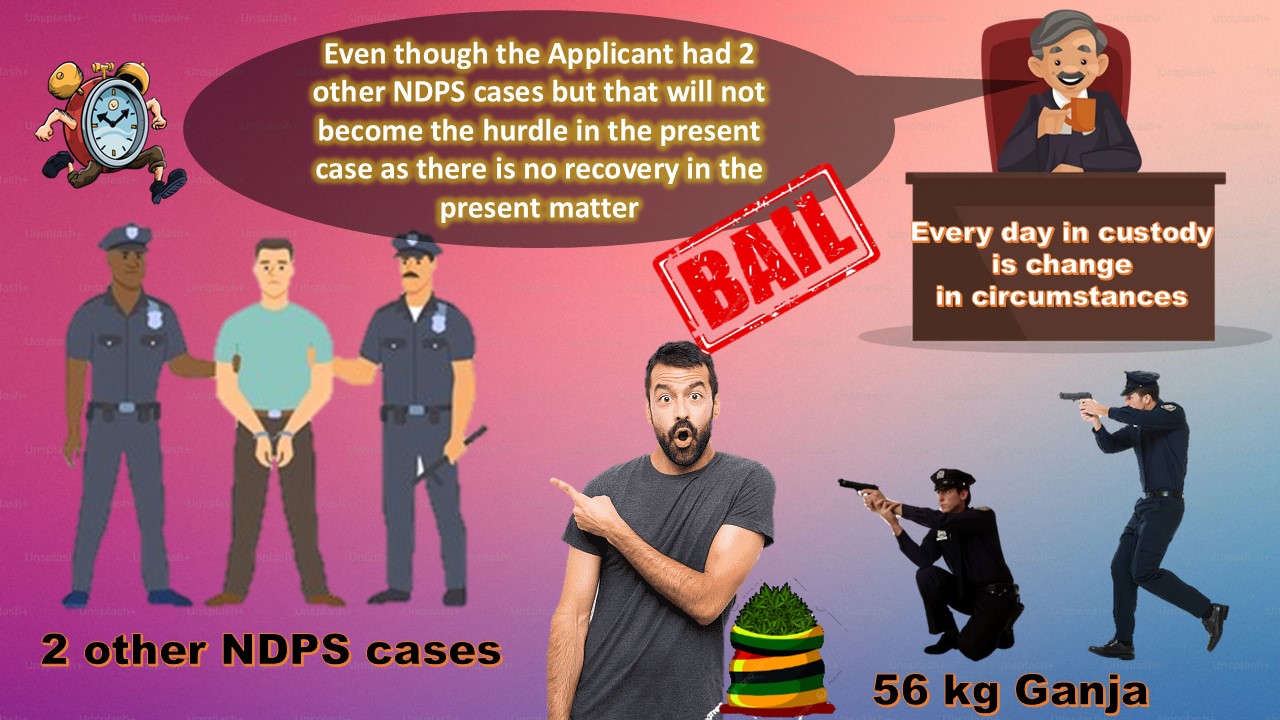 Even though the Applicant had 2
other NDPS cases but that will not
become the hurdle in the present
case as there is no recovery in the
present matter
BAIL
Every day in custody
is change
in circumstances
2 other NDPS cases
56 kg Ganja
Unsplash+